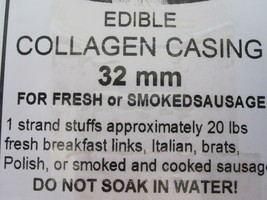 EDIBLE
COLLAGEN CASING
32 mm
FOR FRESH or SMOKEDSAUSAGE
1 strand stuffs approximately 20 lbs
fresh breakfast links, Italian, brats,
Polish, or smoked and cooked sausag
DO NOT SOAK IN WATER!